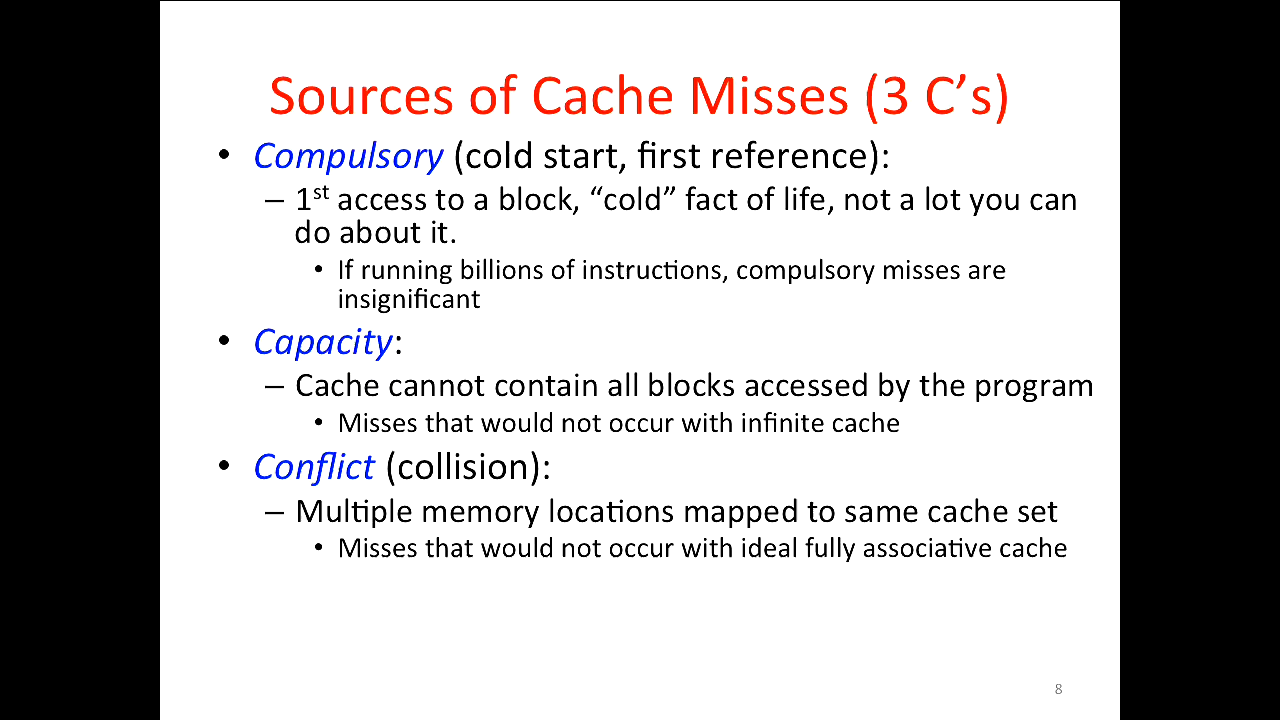 Sources of Cache Misses (3 C’s)
• Compulsory (cold start, first reference):
– 1st access to a block, “cold” fact of life, not a lot you can
do about it.
• If running billions of instructions, compulsory misses are
insignificant
• Capacity:
– Cache cannot contain all blocks accessed by the program
• Misses that would not occur with infinite cache
• Conflict (collision):
– Multiple memory locations mapped to same cache set
• Misses that would not occur with ideal fully associative cache
8